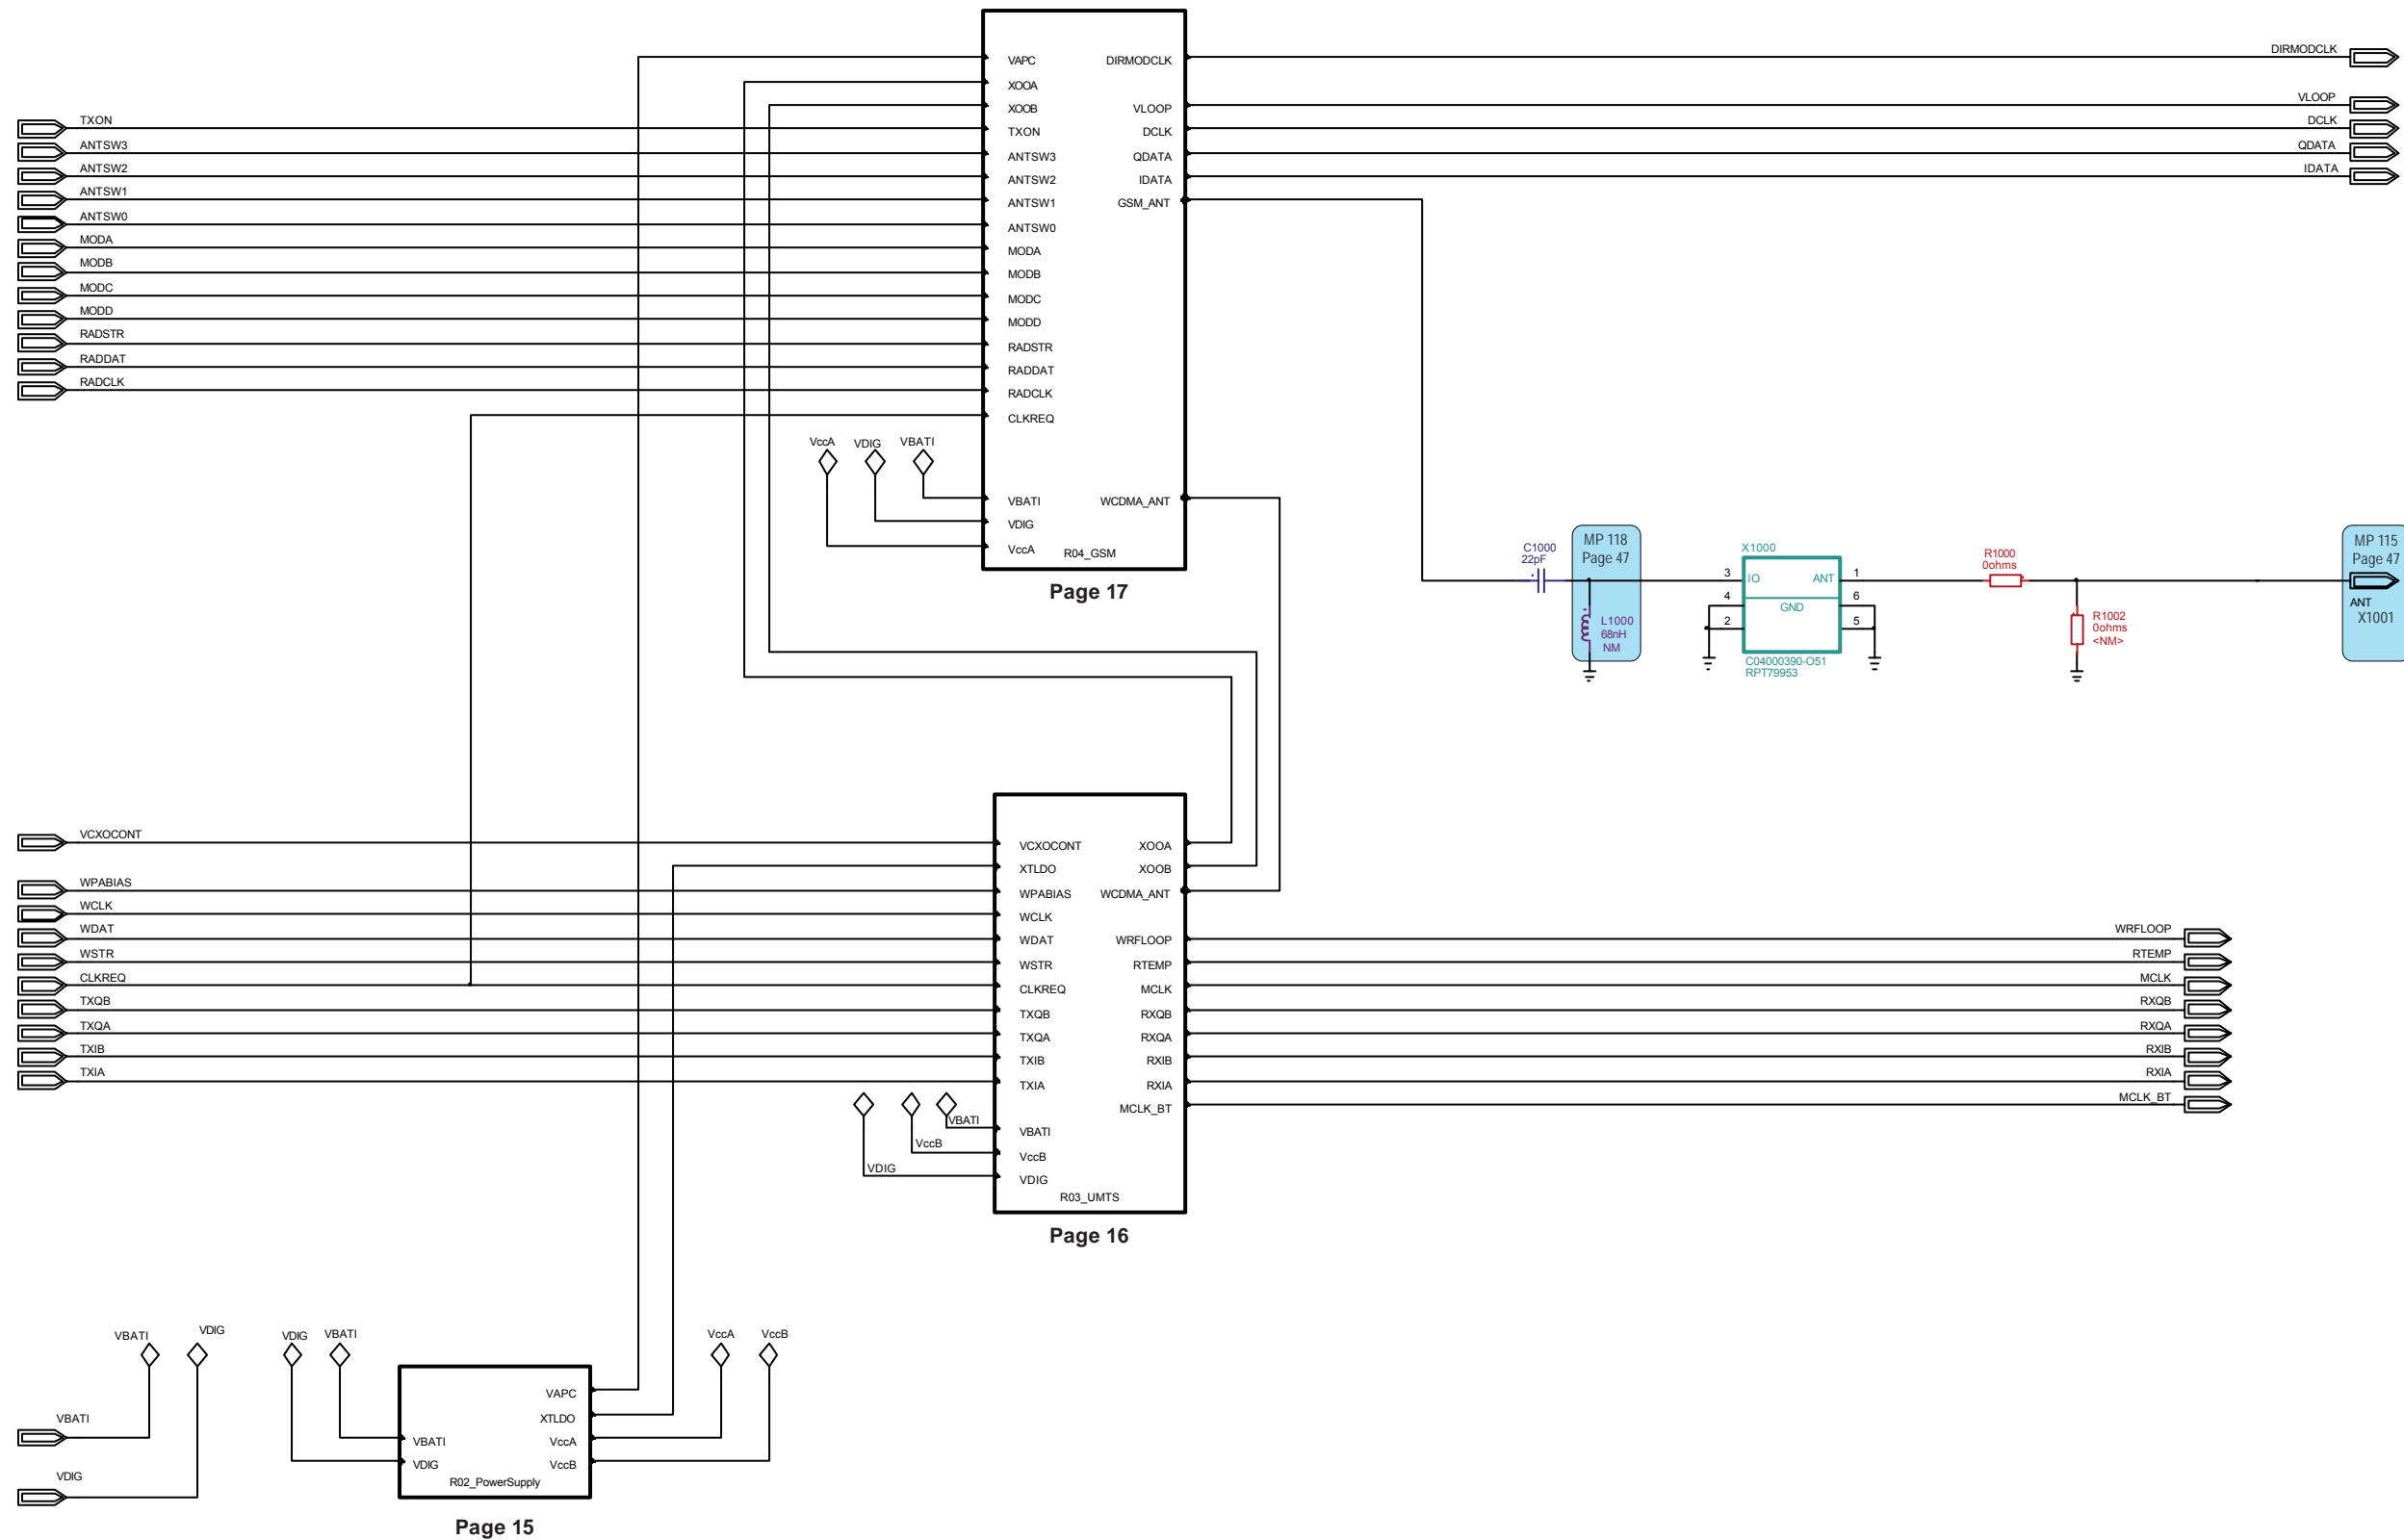 VAPC
XOOA
XOOB
TXON
ANTSW3
ANTSW2
ANTSW1
ANTSW0
MODA
MODB
MODC
MODD
RADSTR
RADDAT
RADCLK
CLKREQ
VBATI
VDIG
VccA
DIRMODCLK
VLOOP
DCLK
QDATA
IDATA
GSM_ANT
WCDMA_ANT
R04_GSM
Page 17
TXON
ANTSW3
ANTSW2
ANTSW1
ANTSW0
MODA
MODB
MODC
MODD
RADSTR
RADDAT
RADCLK
VccA
VDIG
VBATI
DIRMODCLK
VLOOP
DCLK
QDATA
IDATA
C1000
22pF
MP 118
Page 47
L1000
68nH
NM
X1000
3
IO
ANT
1
4
GND
6
2
5
C04000390-O51
RPT79953
R1000
0ohms
R1002
0ohms
<NM>
MP 115
Page 47
ANT
X1001
VCXOCONT
WPABIAS
WCLK
WDAT
WSTR
CLKREQ
TXQB
TXQA
TXIB
TXIA
VCXOCONT
XTLDO
WPABIAS
WCLK
WDAT
WSTR
CLKREQ
TXQB
TXQA
TXIB
TXIA
VBATI
VccB
VDIG
XOOA
XOOB
WCDMA_ANT
WRFLOOP
RTEMP
MCLK
RXQB
RXQA
RXIB
RXIA
MCLK_BT
R03_UMTS
Page 16
VBATI
VccB
VDIG
WRFLOOP
RTEMP
MCLK
RXQB
RXQA
RXIB
RXIA
MCLK_BT
VBATI
VDIG
VBATI
VDIG
VDIG
VBATI
VccA
VccB
VAPC
XTLDO
VccA
VccB
VBATI
VDIG
R02_PowerSupply
Page 15